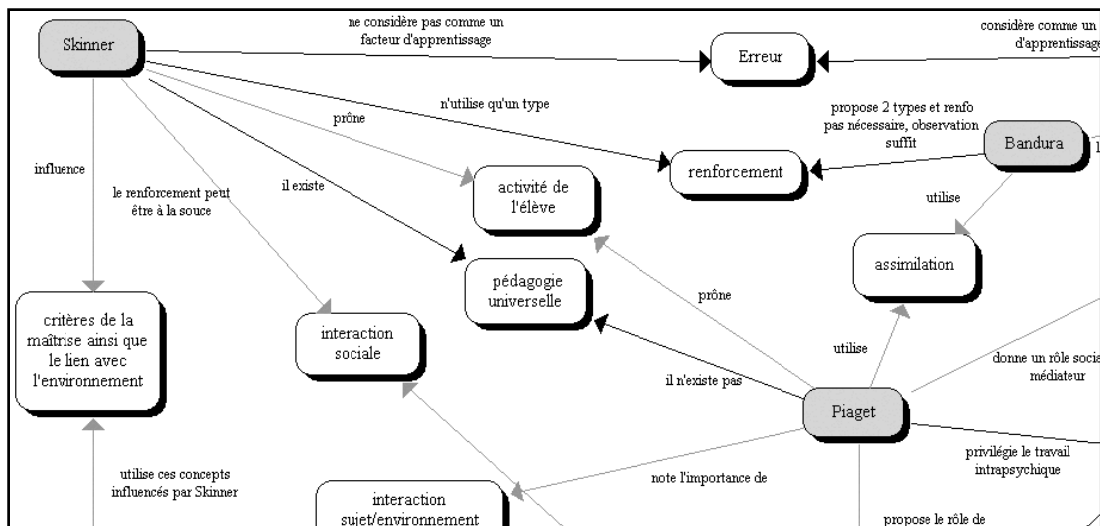 ne considère pas comme un
facteur d'apprentissage
considère comme un
d'apprentissage
Skinner
Erreur
n'utilise qu'un type
propose 2 types et renfo
pas nécessaire, observation
suffit
prône
Bandura
influence
il existe
activité de
l'élève
renforcement
le renforcement peut
être à la souce
utilise
assimilation
pédagogie
universelle
prône
critères de la
maîtrise ainsi que
le lien avec
l'environnement
interaction
sociale
utilise
donne un rôle socia
médiateur
il n'existe pas
Piaget
privilégie le travail
intrapsychique
utilise ces concepts
influencés par Skinner
note l'importance de
interaction
sujet/environnement
propose le rôle de